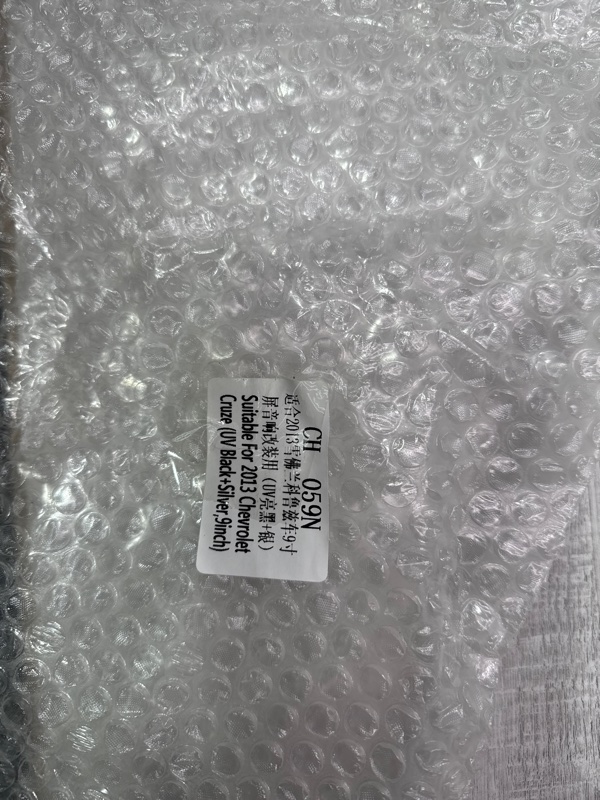 CH 059N
适合2013雪佛兰科鲁兹车9寸
屏音响改装用（UV亮黑+银）
Suitable For 2013 Chevrolet
Cruze (UV Black+Silver,9inch)